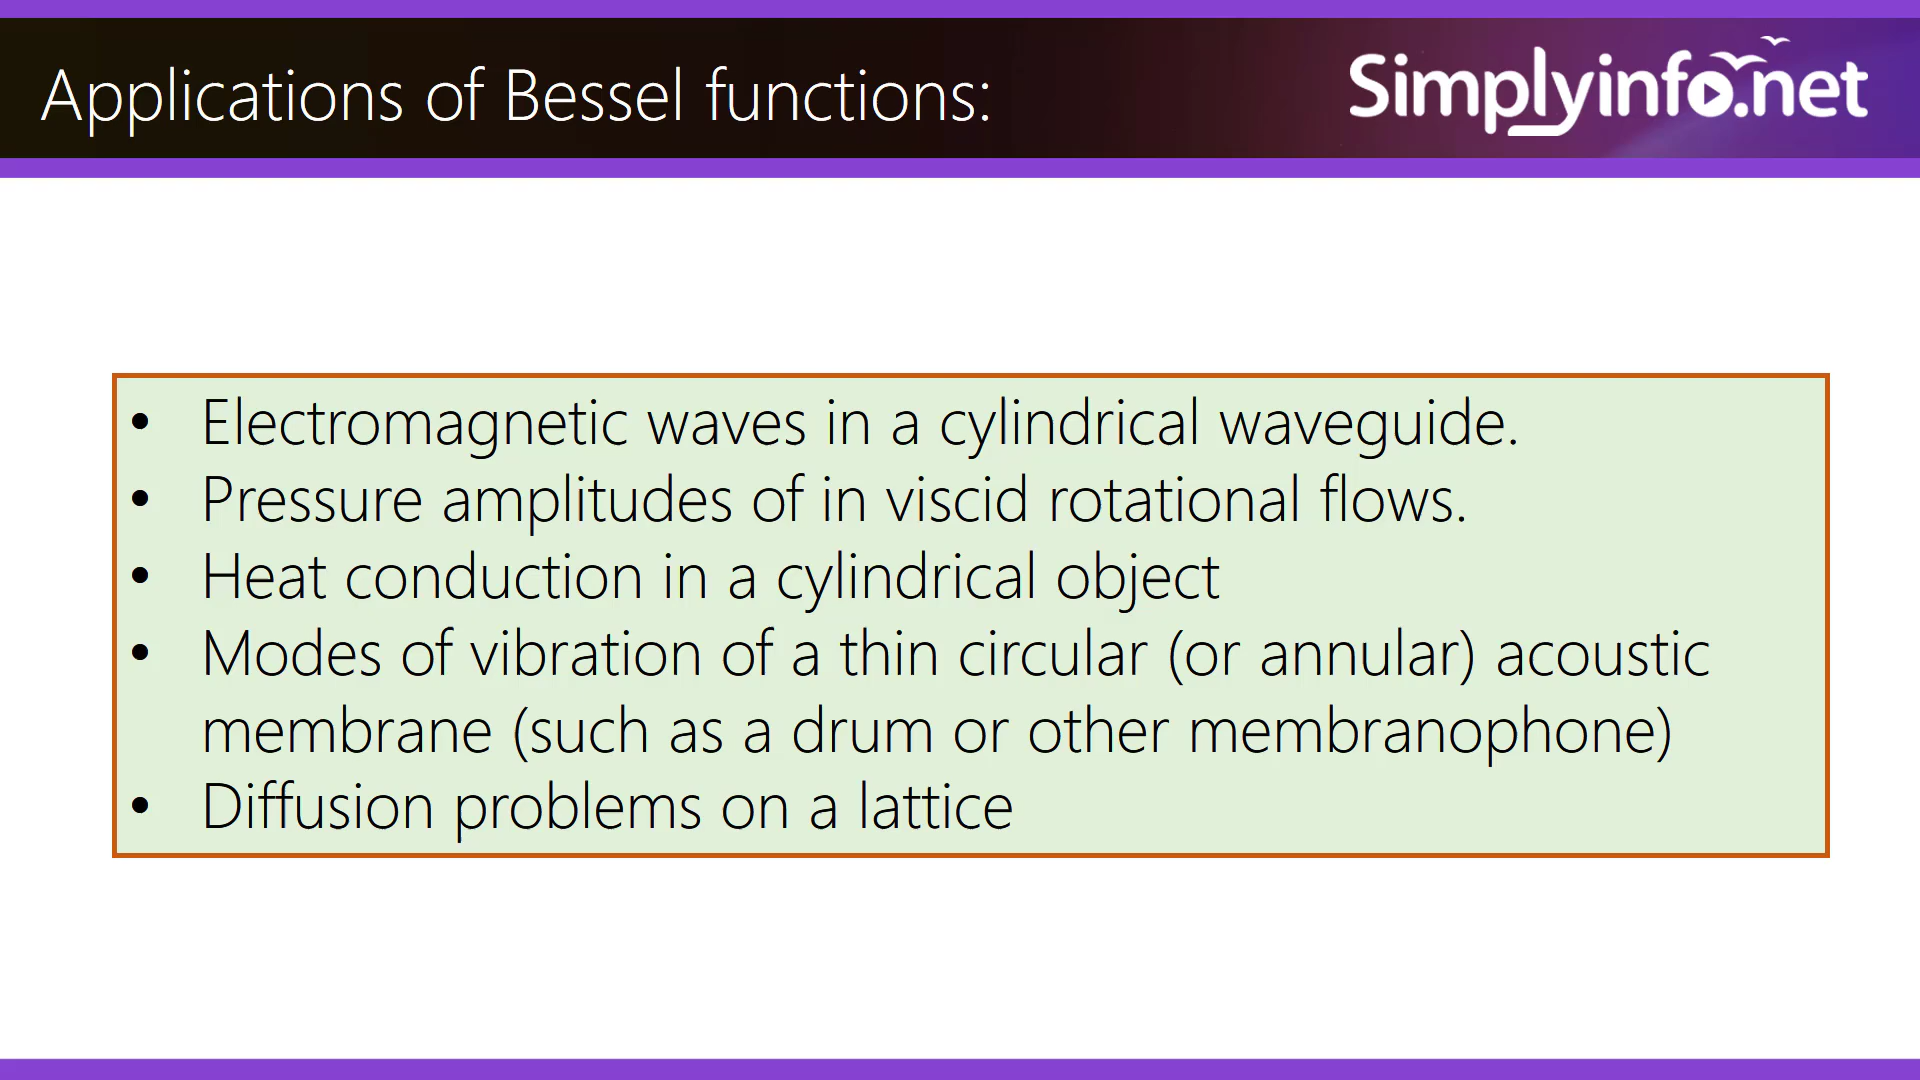 Applications of Bessel functions:
Simplyinfo.net
• Electromagnetic waves in a cylindrical waveguide.
• Pressure amplitudes of in viscid rotational flows.
• Heat conduction in a cylindrical object
• Modes of vibration of a thin circular (or annular) acoustic
membrane (such as a drum or other membranophone)
• Diffusion problems on a lattice